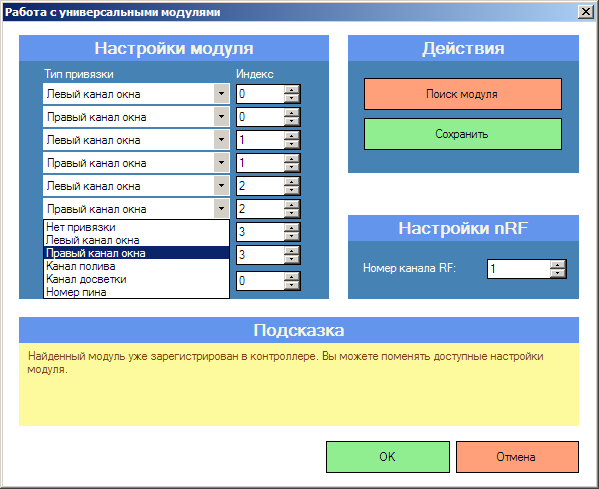 Работа с универсальными модулями
Настройки модуля
Тип привязки Индекс
Левый канал окна 0
Правый канал окна 0
Левый канал окна 1
Правый канал окна 1
Левый канал окна 2
Правый канал окна 2
Нет привязки
Левый канал окна
Правый канал окна
Канал полива
Канал досветки
Номер пина
3
3
0
Действия
Поиск модуля
Сохранить
Настройки nRF
Номер канала RF: 1
Подсказка
Найденный модуль уже зарегистрирован в контроллере. Вы можете поменять доступные настройки
модуля.
OK
Отмена